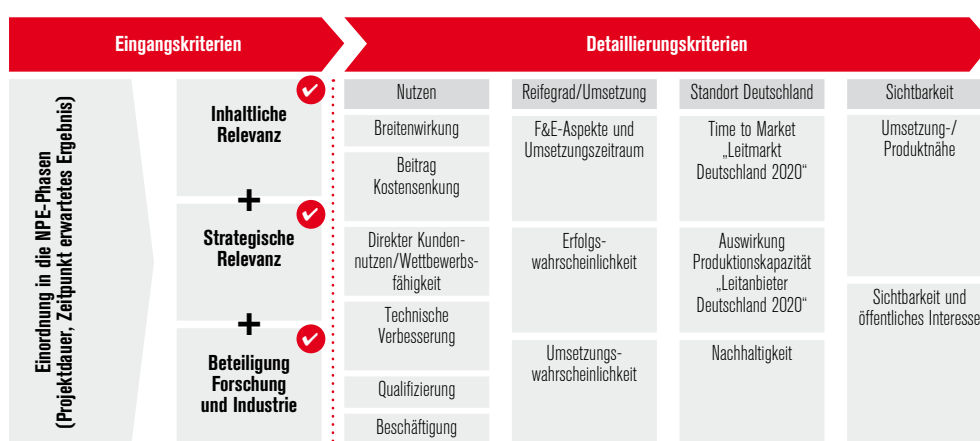 Eingangskriterien
Detaillierungskriterien
Einordnung in die NPE-Phasen
(Projektdauer, Zeitpunkt erwartetes Ergebnis)
Inhaltliche
Relevanz
+
Strategische
Relevanz
+
Beteiligung
Forschung
und Industrie
Nutzen
Breitenwirkung
Beitrag
Kostensenkung
Direkter Kunden-
nutzen/Wettbewerbs-
fähigkeit
Technische
Verbesserung
Qualifizierung
Beschäftigung
Reifegrad/Umsetzung
F&E-Aspekte und
Umsetzungszeitraum
Erfolgs-
wahrscheinlichkeit
Umsetzungs-
wahrscheinlichkeit
Standort Deutschland
Time to Market
„Leitmarkt
Deutschland 2020“
Auswirkung
Produktionskapazität
„Leitanbieter
Deutschland 2020“
Nachhaltigkeit
Sichtbarkeit
Umsetzung-/
Produktnähe
Sichtbarkeit und
öffentliches Interesse